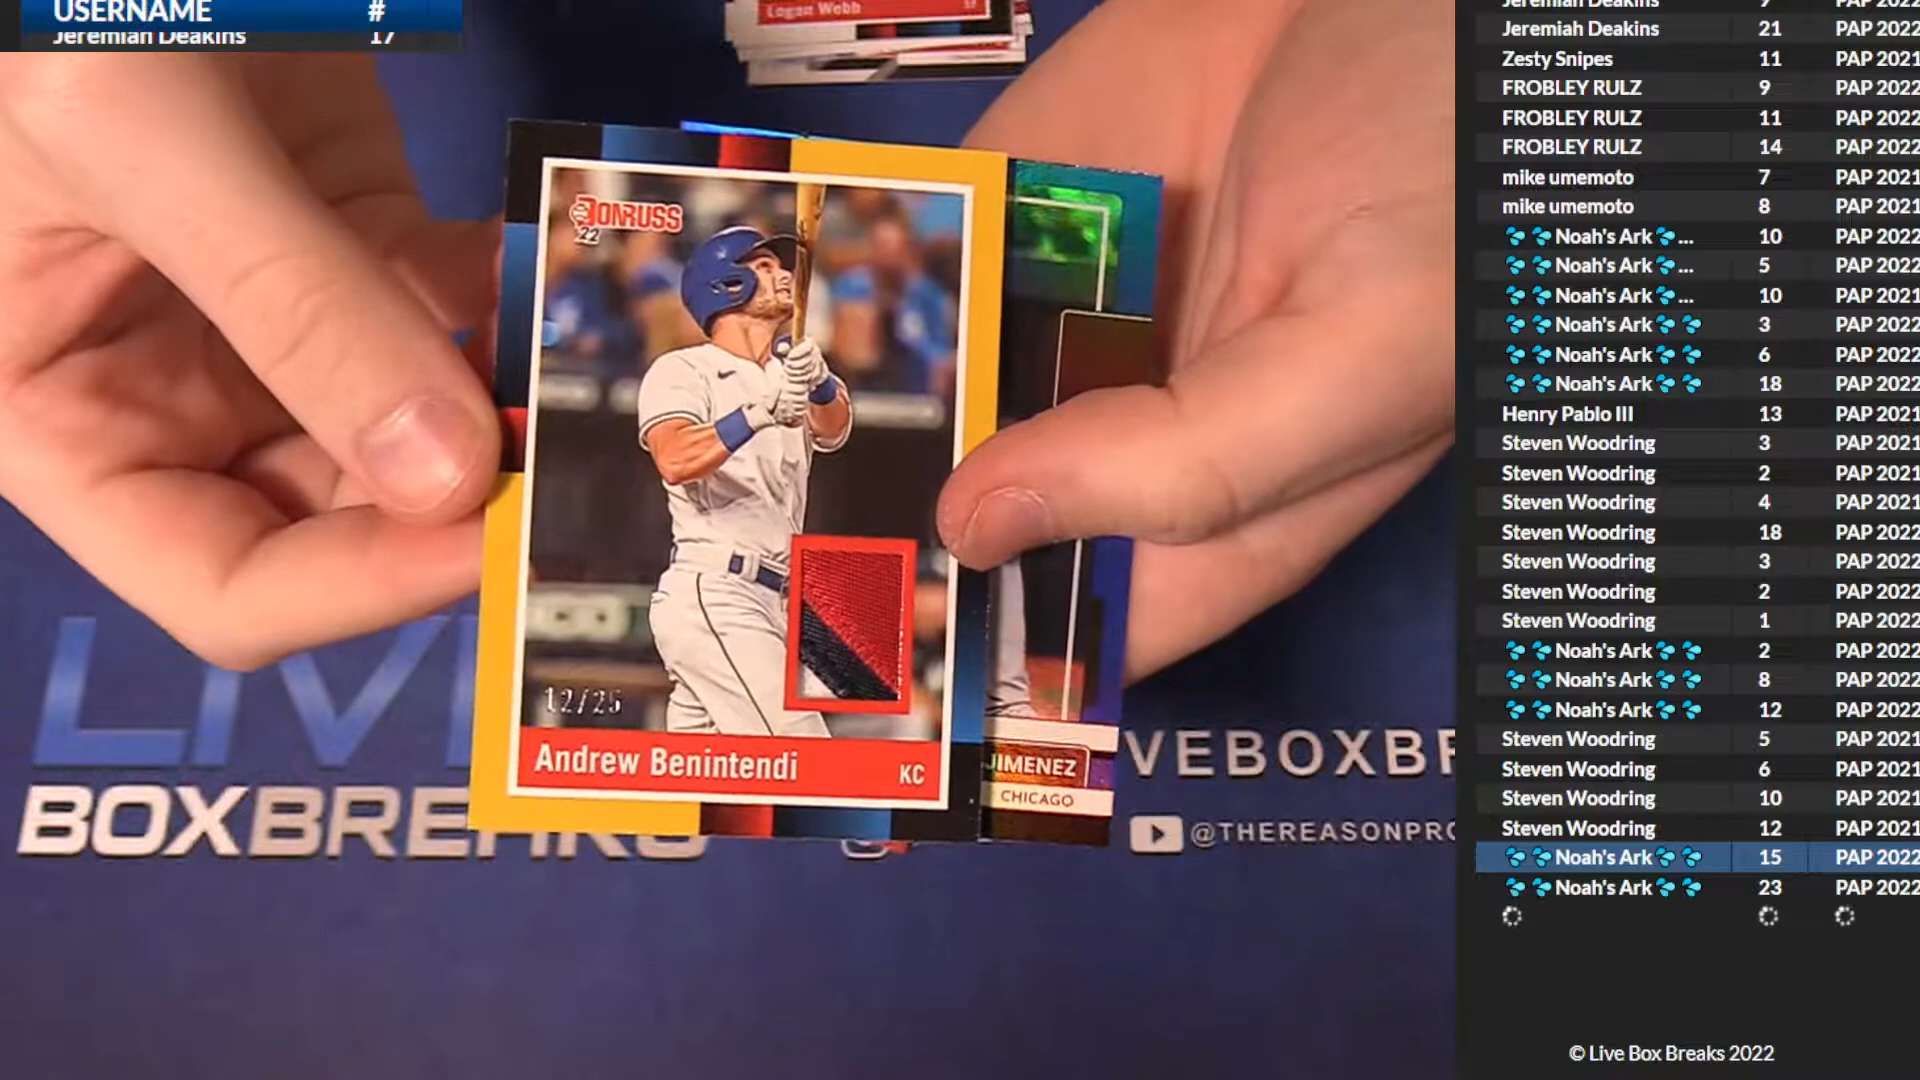 USERNAME #
Jeremiah Deakins 17
Logan Webb SF
DONRUSS
22
12/25
Andrew Benintendi KC
JIMENEZ
CHICAGO
LIV
BOXBRE
VEBOXB
@THEREASONPR
Jeremiah Deakins 9 PAP 2022
Jeremiah Deakins 21 PAP 2022
Zesty Snipes 11 PAP 2021
FROBLEY RULZ 9 PAP 2022
FROBLEY RULZ 11 PAP 2022
FROBLEY RULZ 14 PAP 2022
mike umemoto 7 PAP 2021
mike umemoto 8 PAP 2021
💦💦Noah's Ark💦... 10 PAP 2022
💦💦Noah's Ark💦... 5 PAP 2022
💦💦Noah's Ark💦... 10 PAP 2021
💦💦Noah's Ark💦💦 3 PAP 2022
💦💦Noah's Ark💦💦 6 PAP 2022
💦💦Noah's Ark💦💦 18 PAP 2022
Henry Pablo III 13 PAP 2021
Steven Woodring 3 PAP 2021
Steven Woodring 2 PAP 2021
Steven Woodring 4 PAP 2021
Steven Woodring 18 PAP 2022
Steven Woodring 3 PAP 2022
Steven Woodring 2 PAP 2022
Steven Woodring 1 PAP 2022
💦💦Noah's Ark💦💦 2 PAP 2022
💦💦Noah's Ark💦💦 8 PAP 2022
💦💦Noah's Ark💦💦 12 PAP 2022
Steven Woodring 5 PAP 2021
Steven Woodring 6 PAP 2021
Steven Woodring 10 PAP 2021
Steven Woodring 12 PAP 2021
💦💦Noah's Ark💦💦 15 PAP 2022
💦💦Noah's Ark💦💦 23 PAP 2022
© Live Box Breaks 2022